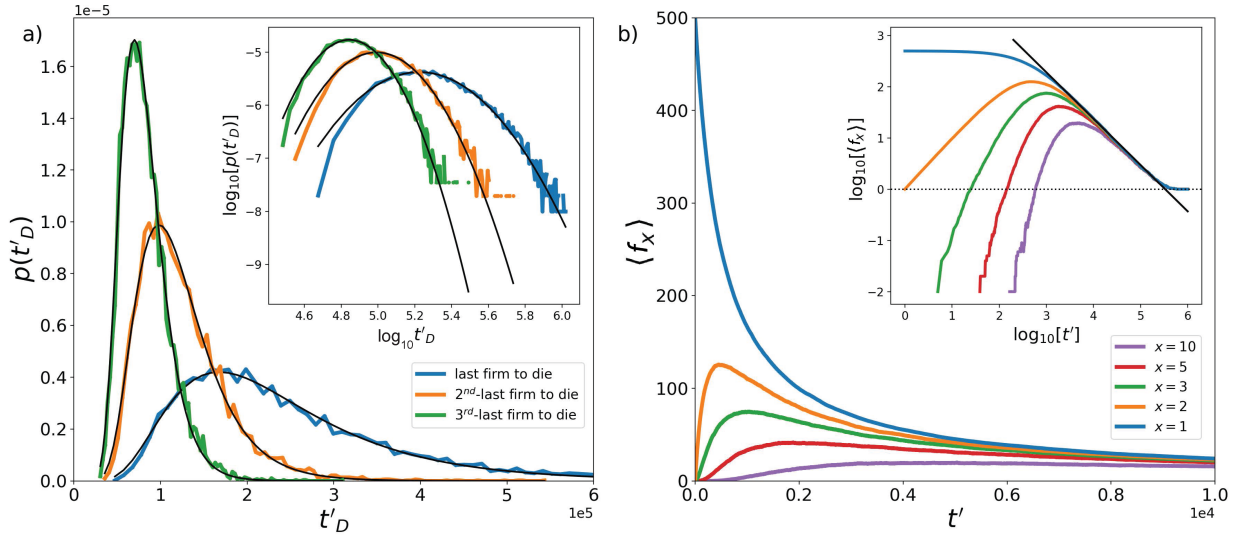 a)
1e−5
p(t′_D)
1.6
1.4
1.2
1.0
0.8
0.6
0.4
0.2
0.0
0 1 2 3 4 5 6
1e5
t′_D
log₁₀[p(t′_D)]
−5
−6
−7
−8
−9
4.6 4.8 5.0 5.2 5.4 5.6 5.8 6.0
log₁₀ t′_D
last firm to die
2ⁿᵈ-last firm to die
3ʳᵈ-last firm to die
b)
⟨f_x⟩
500
400
300
200
100
0
0.0 0.2 0.4 0.6 0.8 1.0
1e4
t′
log₁₀[⟨f_x⟩]
3
2
1
0
−1
−2
0 1 2 3 4 5 6
log₁₀[t′]
x = 10
x = 5
x = 3
x = 2
x = 1